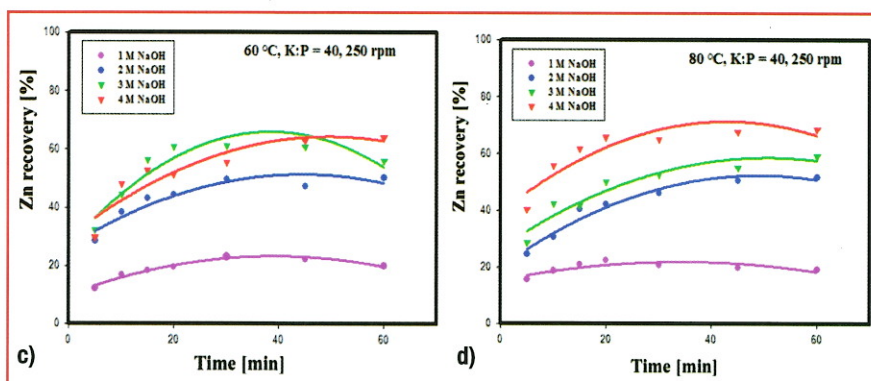 60 °C, K:P = 40, 250 rpm
1 M NaOH
2 M NaOH
3 M NaOH
4 M NaOH
Zn recovery [%]
100
80
60
40
20
0
0
20
40
60
Time [min]
c)
80 °C, K:P = 40, 250 rpm
1 M NaOH
2 M NaOH
3 M NaOH
4 M NaOH
Zn recovery [%]
100
80
60
40
20
0
0
20
40
60
Time [min]
d)